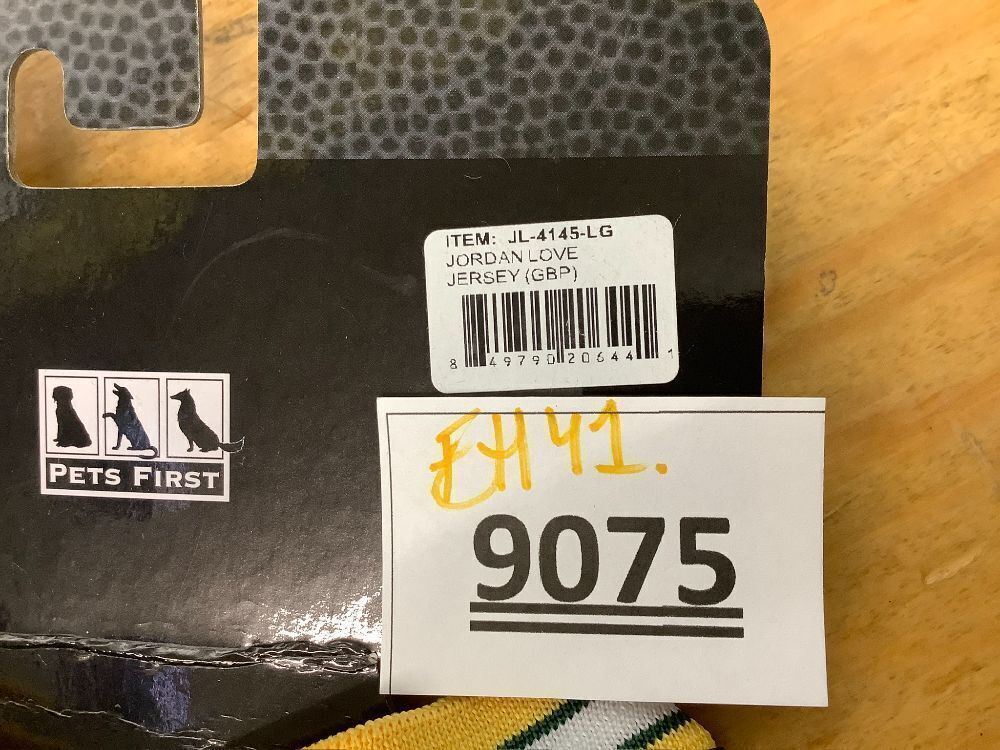 ITEM: JL-4145-LG
JORDAN LOVE
JERSEY (GBP)
8 49790 20644 1
PETS FIRST
EH41.
9075